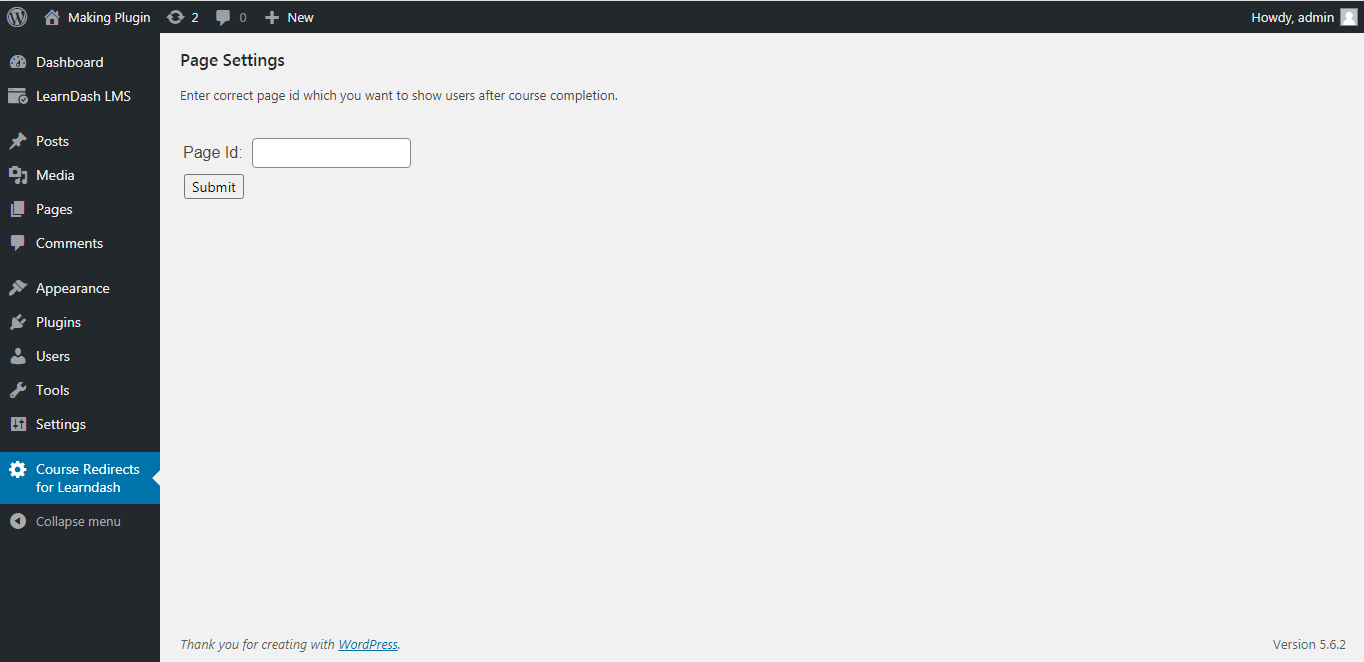 Making Plugin 2 0 New Howdy, admin
Dashboard
LearnDash LMS
Posts
Media
Pages
Comments
Appearance
Plugins
Users
Tools
Settings
Course Redirects
for Learndash
Collapse menu
Page Settings
Enter correct page id which you want to show users after course completion.
Page Id:
Submit
Thank you for creating with WordPress. Version 5.6.2